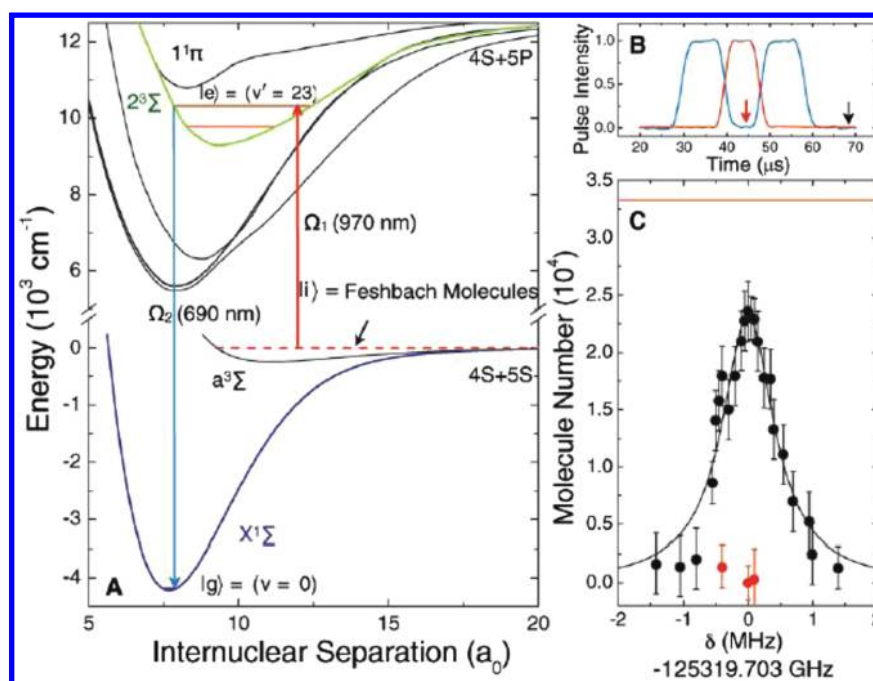 12
10
8
6
0
-1
-2
-3
-4
Energy (10³ cm⁻¹)
1¹π
4S+5P
|e⟩ = (v' = 23)
2³Σ
Ω₁ (970 nm)
|i⟩ = Feshbach Molecules
Ω₂ (690 nm)
a³Σ
4S+5S
X¹Σ
|g⟩ = (v = 0)
A
5
10
15
20
Internuclear Separation (a₀)
B
Pulse Intensity
1.0
0.5
0.0
20
30
40
50
60
70
Time (μs)
C
Molecule Number (10⁴)
3.5
3.0
2.5
2.0
1.5
1.0
0.5
0.0
-2
-1
0
1
2
δ (MHz)
-125319.703 GHz